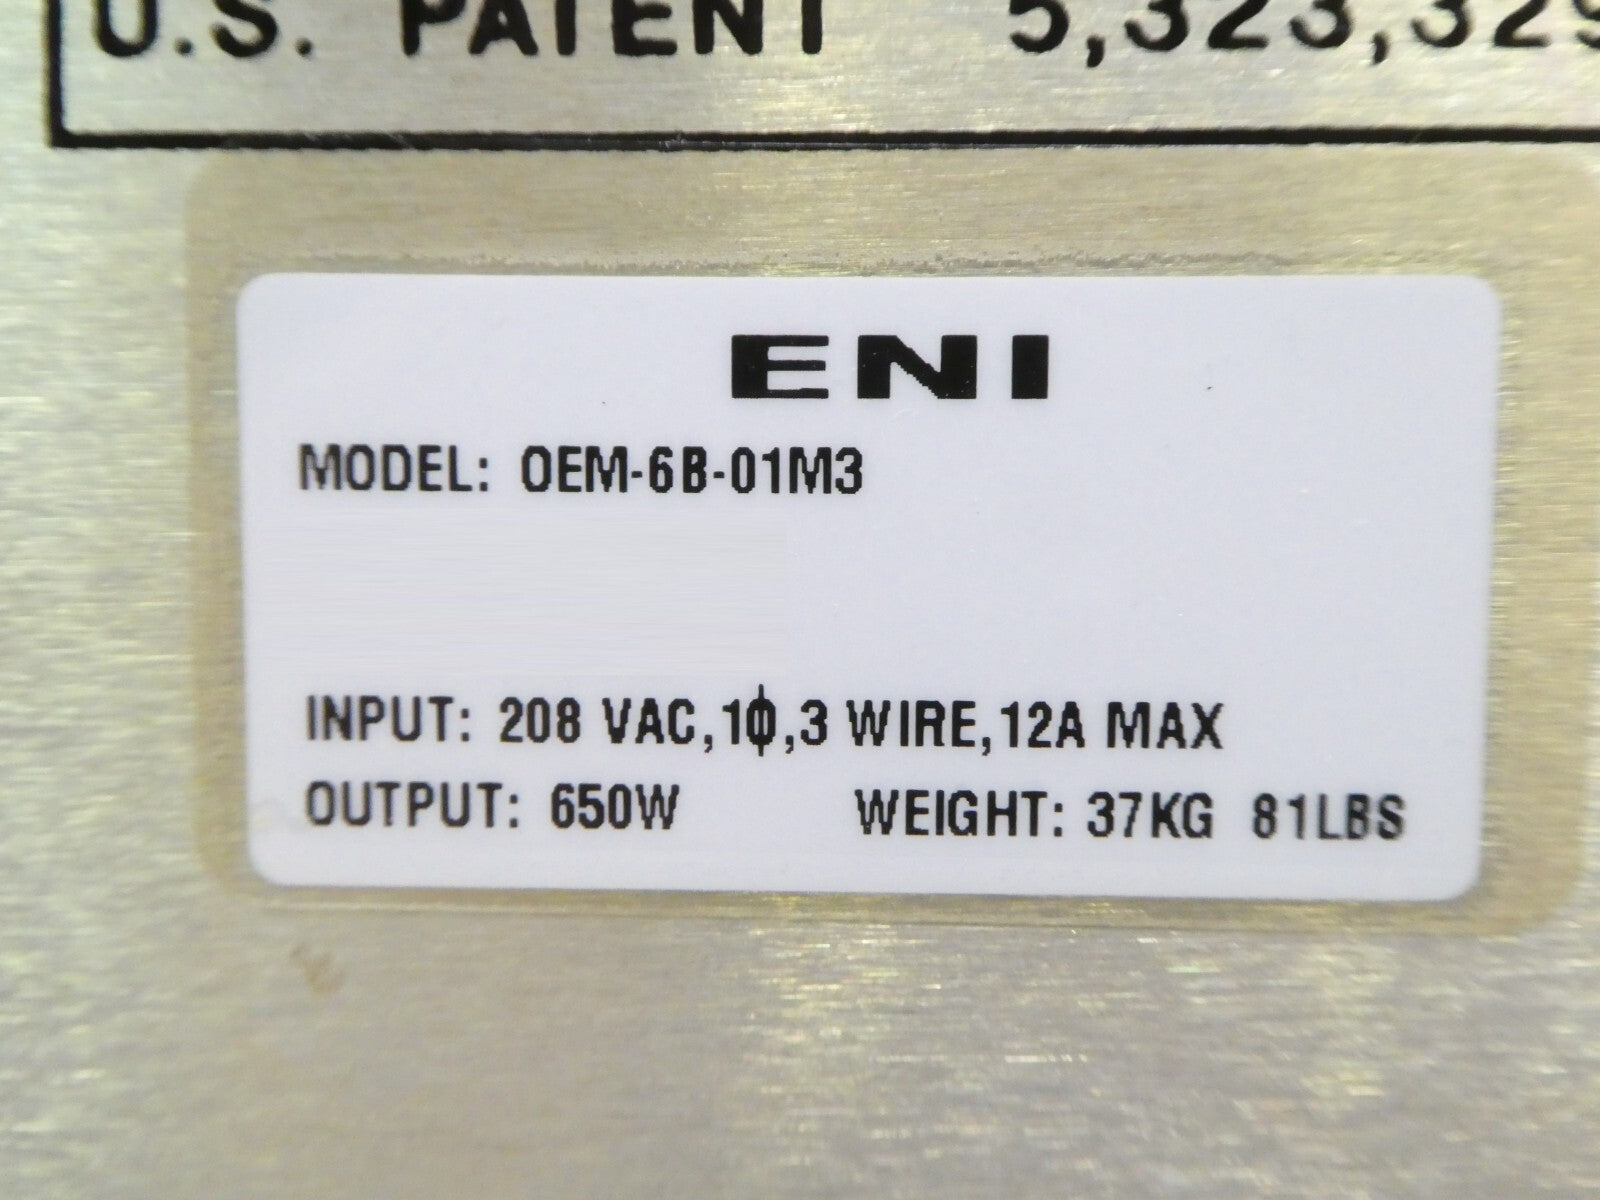 U.S. PATENT 5,323,329
ENI
MODEL: OEM-6B-01M3
INPUT: 208 VAC,1ϕ,3 WIRE,12A MAX
OUTPUT: 650W WEIGHT: 37KG 81LBS